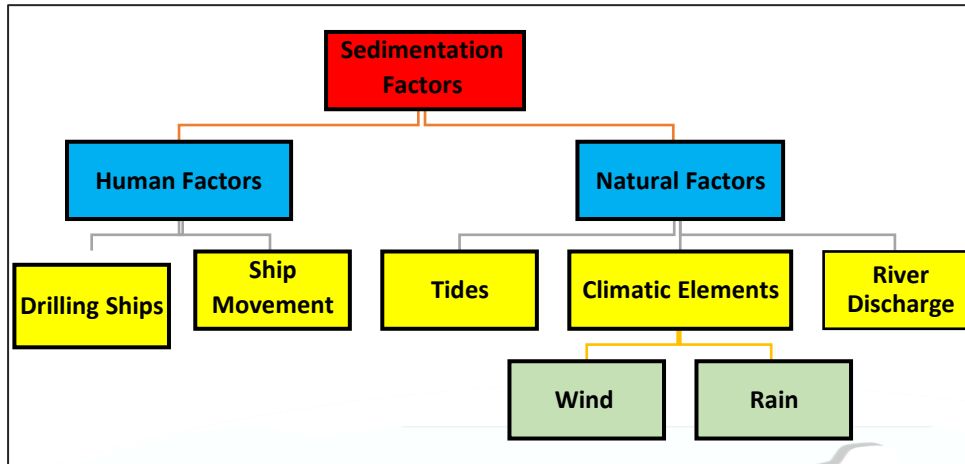 Sedimentation
Factors
Human Factors
Natural Factors
Drilling Ships
Ship
Movement
Tides
Climatic Elements
River
Discharge
Wind
Rain